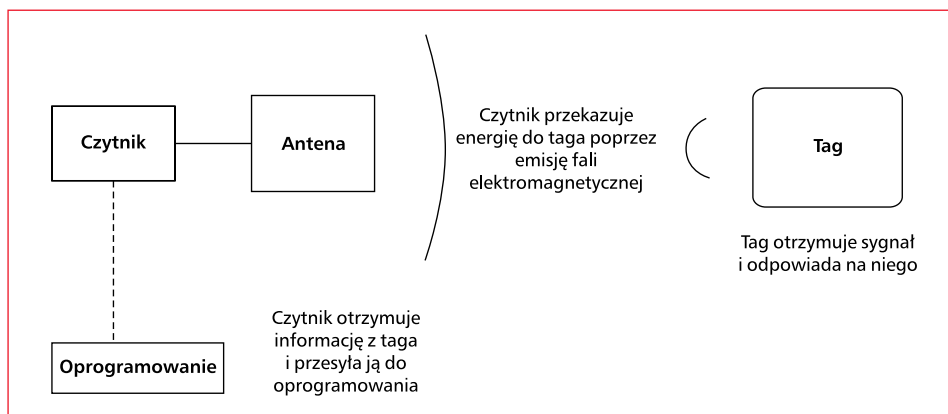 Czytnik
Antena
Czytnik przekazuje
energię do taga poprzez
emisję fali
elektromagnetycznej
Tag
Tag otrzymuje sygnał
i odpowiada na niego
Oprogramowanie
Czytnik otrzymuje
informację z taga
i przesyła ją do
oprogramowania